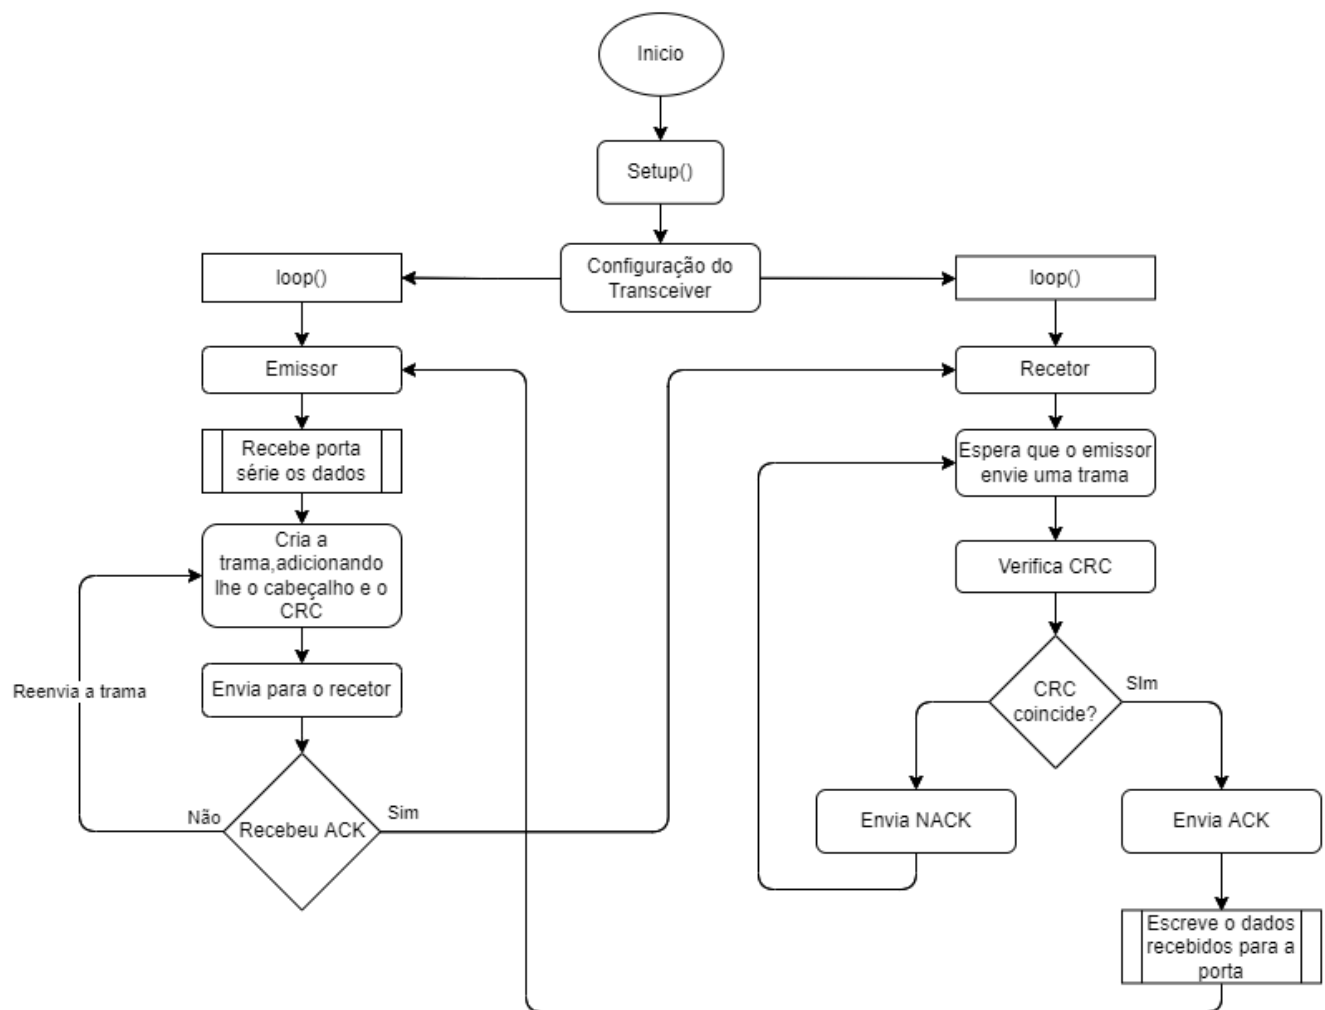 Inicio
Setup()
Configuração do
Transceiver
loop()
loop()
Emissor
Recetor
Recebe porta
série os dados
Espera que o emissor
envie uma trama
Cria a
trama,adicionando
lhe o cabeçalho e o
CRC
Verifica CRC
Reenvia a trama
Envia para o recetor
CRC
coincide?
SIm
Não
Recebeu ACK
Sim
Envia NACK
Envia ACK
Escreve o dados
recebidos para a
porta